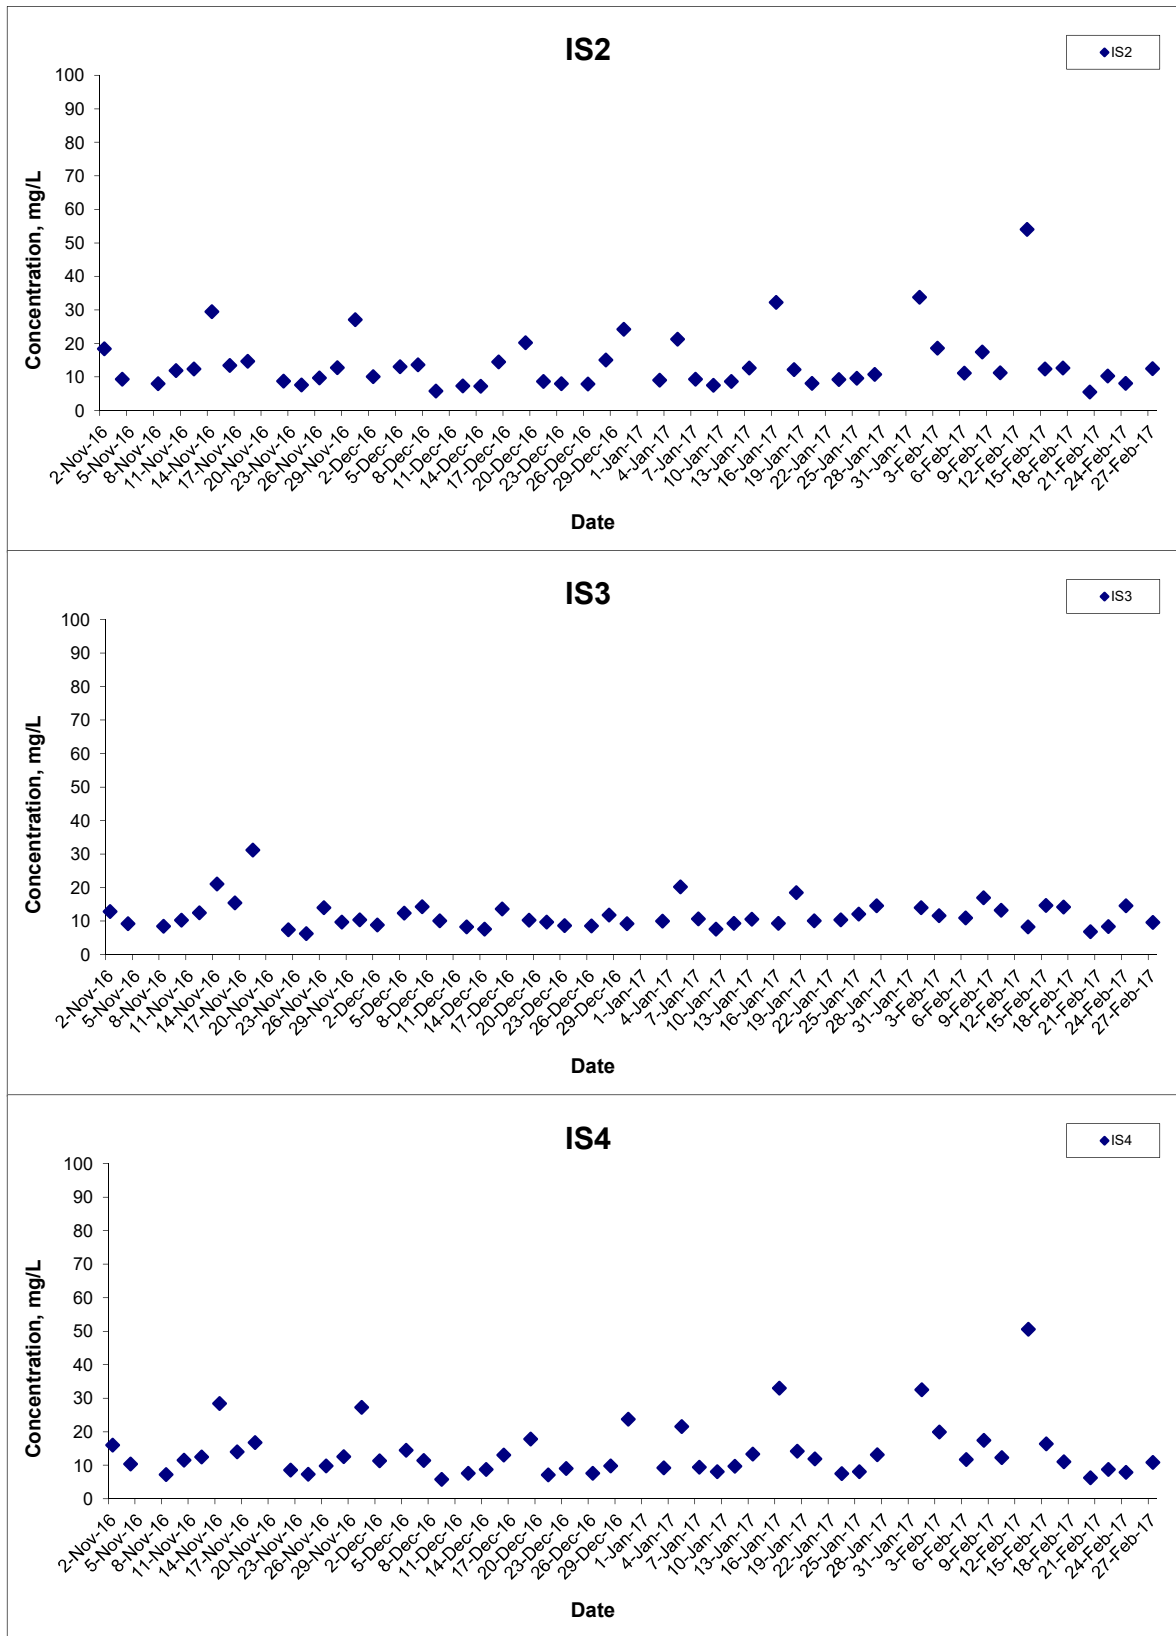 IS2
IS2
100
90
80
70
60
50
40
30
20
10
0
Concentration, mg/L
2-Nov-16
5-Nov-16
8-Nov-16
11-Nov-16
14-Nov-16
17-Nov-16
20-Nov-16
23-Nov-16
26-Nov-16
29-Nov-16
2-Dec-16
5-Dec-16
8-Dec-16
11-Dec-16
14-Dec-16
17-Dec-16
20-Dec-16
23-Dec-16
26-Dec-16
29-Dec-16
1-Jan-17
4-Jan-17
7-Jan-17
10-Jan-17
13-Jan-17
16-Jan-17
19-Jan-17
22-Jan-17
25-Jan-17
28-Jan-17
31-Jan-17
3-Feb-17
6-Feb-17
9-Feb-17
12-Feb-17
15-Feb-17
18-Feb-17
21-Feb-17
24-Feb-17
27-Feb-17
Date
IS3
IS3
100
90
80
70
60
50
40
30
20
10
0
Concentration, mg/L
2-Nov-16
5-Nov-16
8-Nov-16
11-Nov-16
14-Nov-16
17-Nov-16
20-Nov-16
23-Nov-16
26-Nov-16
29-Nov-16
2-Dec-16
5-Dec-16
8-Dec-16
11-Dec-16
14-Dec-16
17-Dec-16
20-Dec-16
23-Dec-16
26-Dec-16
29-Dec-16
1-Jan-17
4-Jan-17
7-Jan-17
10-Jan-17
13-Jan-17
16-Jan-17
19-Jan-17
22-Jan-17
25-Jan-17
28-Jan-17
31-Jan-17
3-Feb-17
6-Feb-17
9-Feb-17
12-Feb-17
15-Feb-17
18-Feb-17
21-Feb-17
24-Feb-17
27-Feb-17
Date
IS4
IS4
100
90
80
70
60
50
40
30
20
10
0
Concentration, mg/L
2-Nov-16
5-Nov-16
8-Nov-16
11-Nov-16
14-Nov-16
17-Nov-16
20-Nov-16
23-Nov-16
26-Nov-16
29-Nov-16
2-Dec-16
5-Dec-16
8-Dec-16
11-Dec-16
14-Dec-16
17-Dec-16
20-Dec-16
23-Dec-16
26-Dec-16
29-Dec-16
1-Jan-17
4-Jan-17
7-Jan-17
10-Jan-17
13-Jan-17
16-Jan-17
19-Jan-17
22-Jan-17
25-Jan-17
28-Jan-17
31-Jan-17
3-Feb-17
6-Feb-17
9-Feb-17
12-Feb-17
15-Feb-17
18-Feb-17
21-Feb-17
24-Feb-17
27-Feb-17
Date